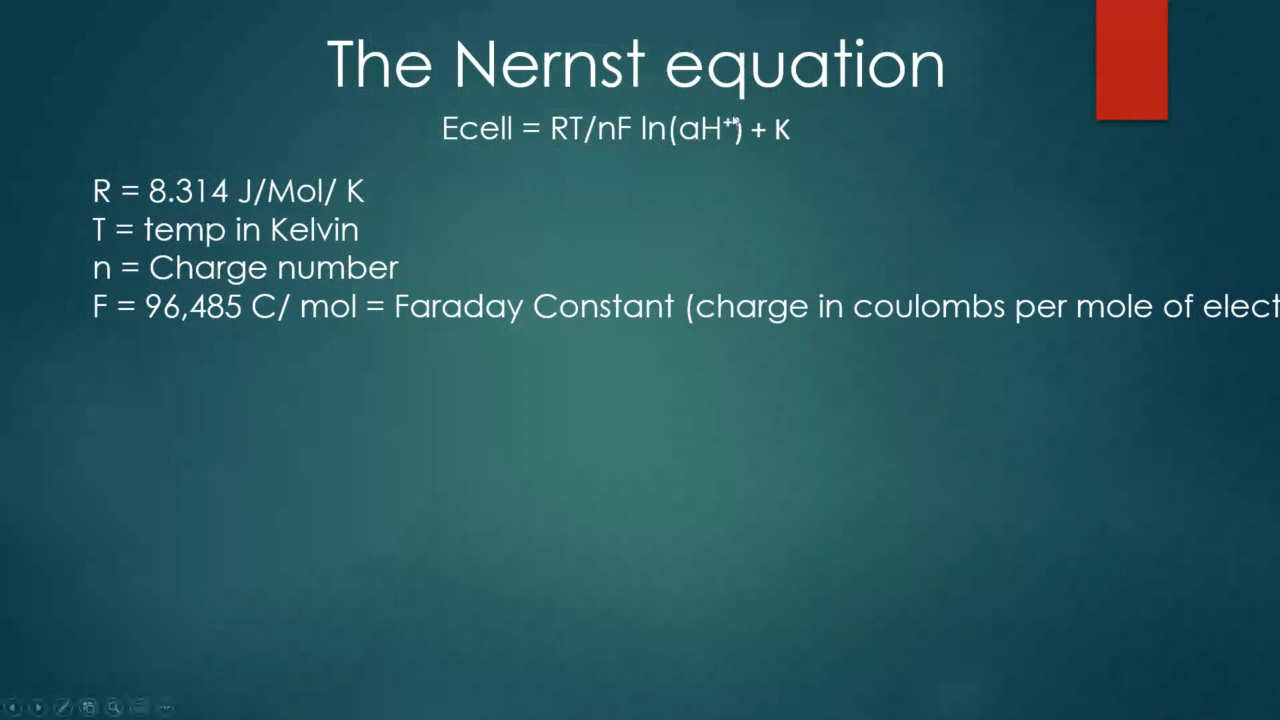 The Nernst equation
Ecell = RT/nF ln(aH⁺) + K
R = 8.314 J/Mol/ K
T = temp in Kelvin
n = Charge number
F = 96,485 C/ mol = Faraday Constant (charge in coulombs per mole of elect